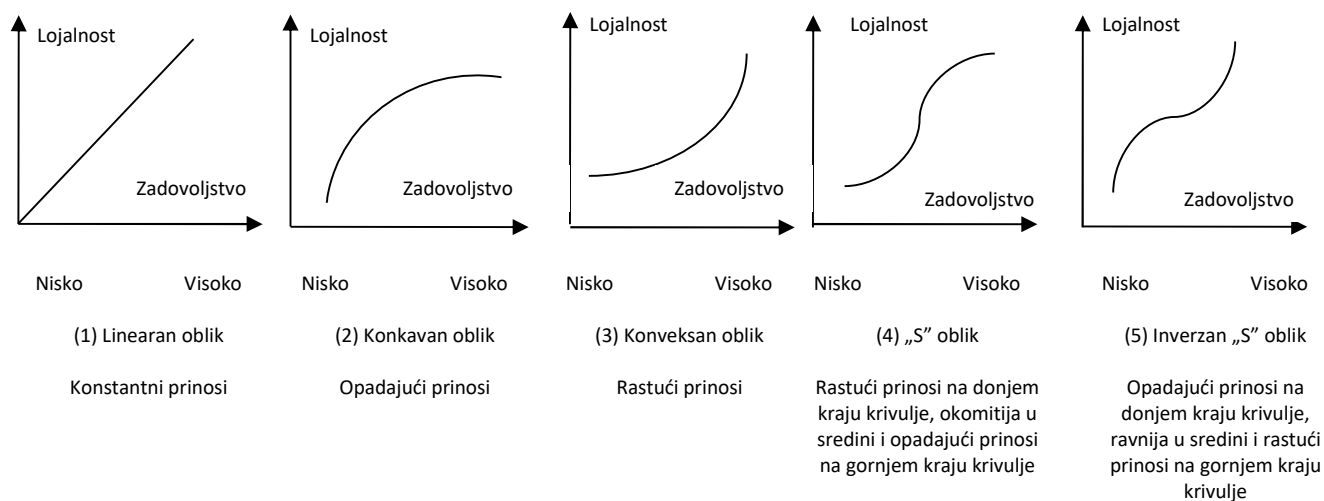 Lojalnost
Zadovoljstvo
Nisko Visoko
(1) Linearan oblik
Konstantni prinosi
Lojalnost
Zadovoljstvo
Nisko Visoko
(2) Konkavan oblik
Opadajući prinosi
Lojalnost
Zadovoljstvo
Nisko Visoko
(3) Konveksan oblik
Rastući prinosi
Lojalnost
Zadovoljstvo
Nisko Visoko
(4) „S” oblik
Rastući prinosi na donjem
kraju krivulje, okomitija u
sredini i opadajući prinosi
na gornjem kraju krivulje
Lojalnost
Zadovoljstvo
Nisko Visoko
(5) Inverzan „S” oblik
Opadajući prinosi na
donjem kraju krivulje,
ravnija u sredini i rastući
prinosi na gornjem kraju
krivulje